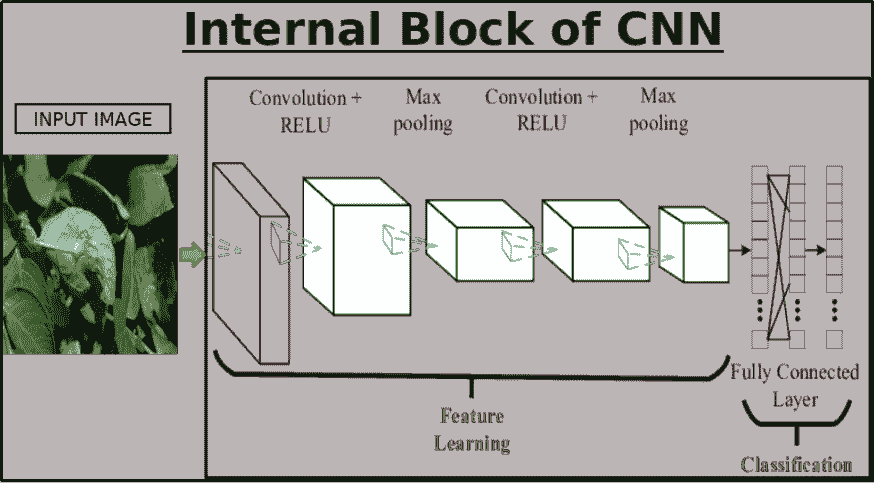 Internal Block of CNN
INPUT IMAGE
Convolution +
RELU
Max
pooling
Convolution +
RELU
Max
pooling
Fully Connected
Layer
Feature
Learning
Classification